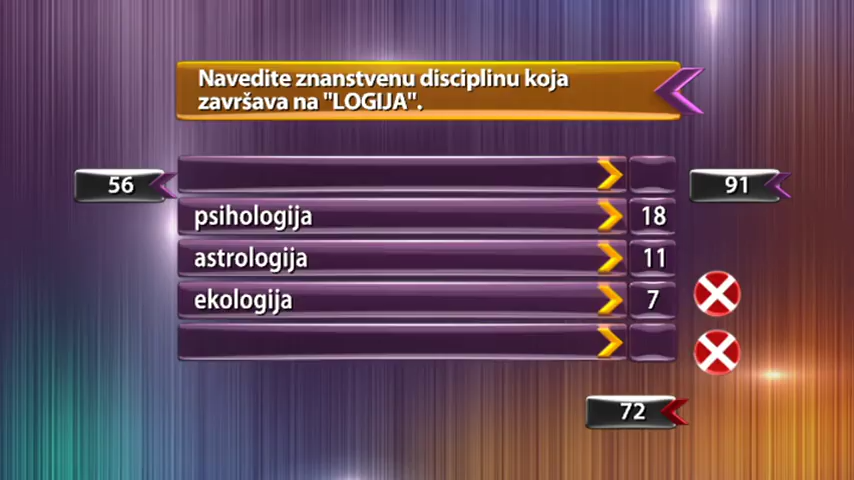 Navedite znanstvenu disciplinu koja
završava na "LOGIJA".
56
91
psihologija 18
astrologija 11
ekologija 7
72